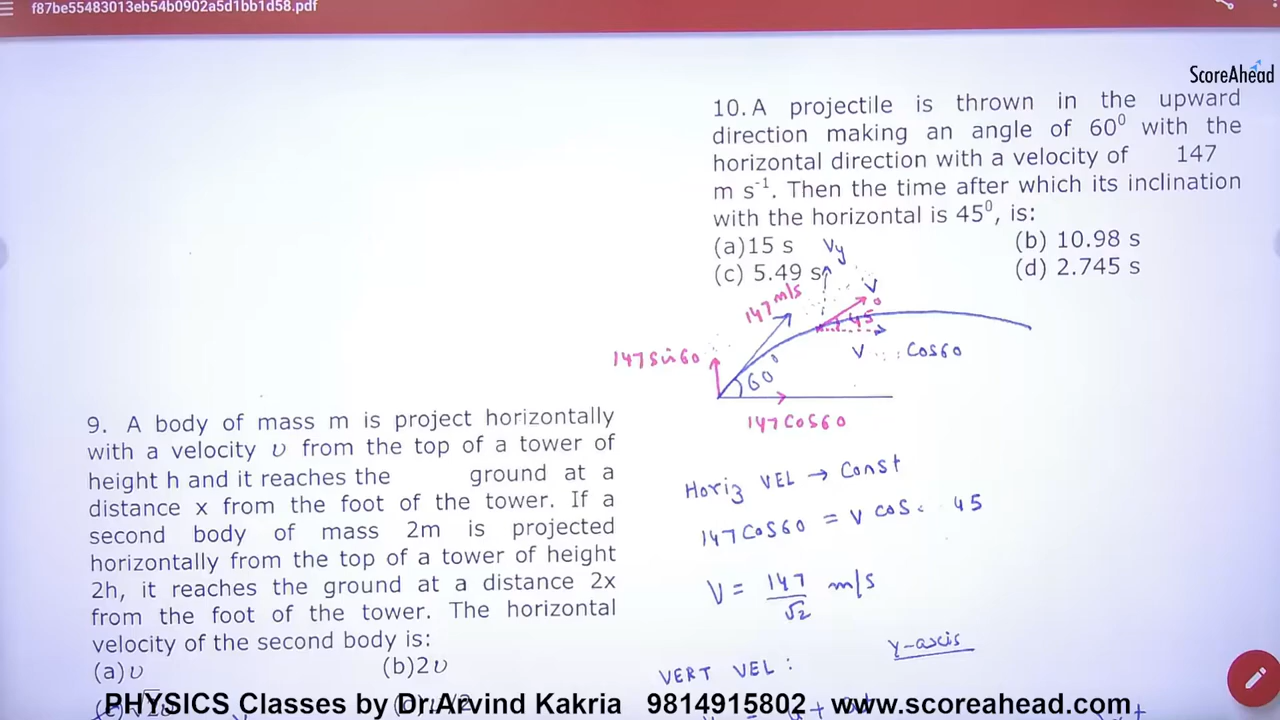 f87be55483013eb54b0902a5d1bb1d58.pdf
ScoreAhead
10. A projectile is thrown in the upward
direction making an angle of 60⁰ with the
horizontal direction with a velocity of 147
m s⁻¹. Then the time after which its inclination
with the horizontal is 45⁰, is:
(a)15 s (b) 10.98 s
(c) 5.49 s (d) 2.745 s
Vy
147 m/s
V
45°
147 sin 60
60°
V cos60
147 cos 60
Horiz VEL → Const
147 cos 60 = V cos 45
V = 147/√2 m/s
y-axis
VERT VEL :
9. A body of mass m is project horizontally
with a velocity υ from the top of a tower of
height h and it reaches the ground at a
distance x from the foot of the tower. If a
second body of mass 2m is projected
horizontally from the top of a tower of height
2h, it reaches the ground at a distance 2x
from the foot of the tower. The horizontal
velocity of the second body is:
(a) υ (b) 2υ
PHYSICS Classes by Dr.Arvind Kakria 9814915802 www.scoreahead.com